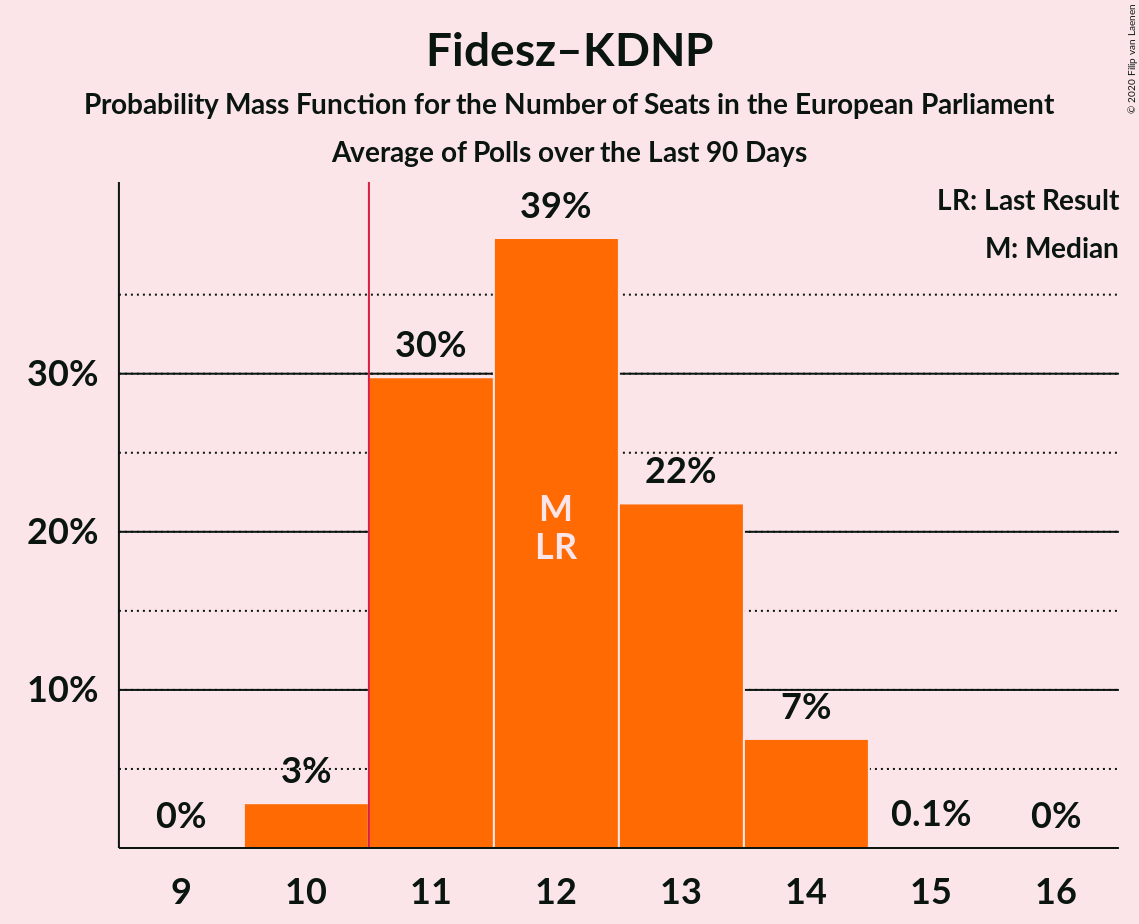 Fidesz–KDNP
Probability Mass Function for the Number of Seats in the European Parliament
Average of Polls over the Last 90 Days
© 2020 Filip van Laenen
LR: Last Result
M: Median
39%
30%
30%
22%
M
LR
20%
10%
7%
3%
0%
0.1%
0%
9 10 11 12 13 14 15 16